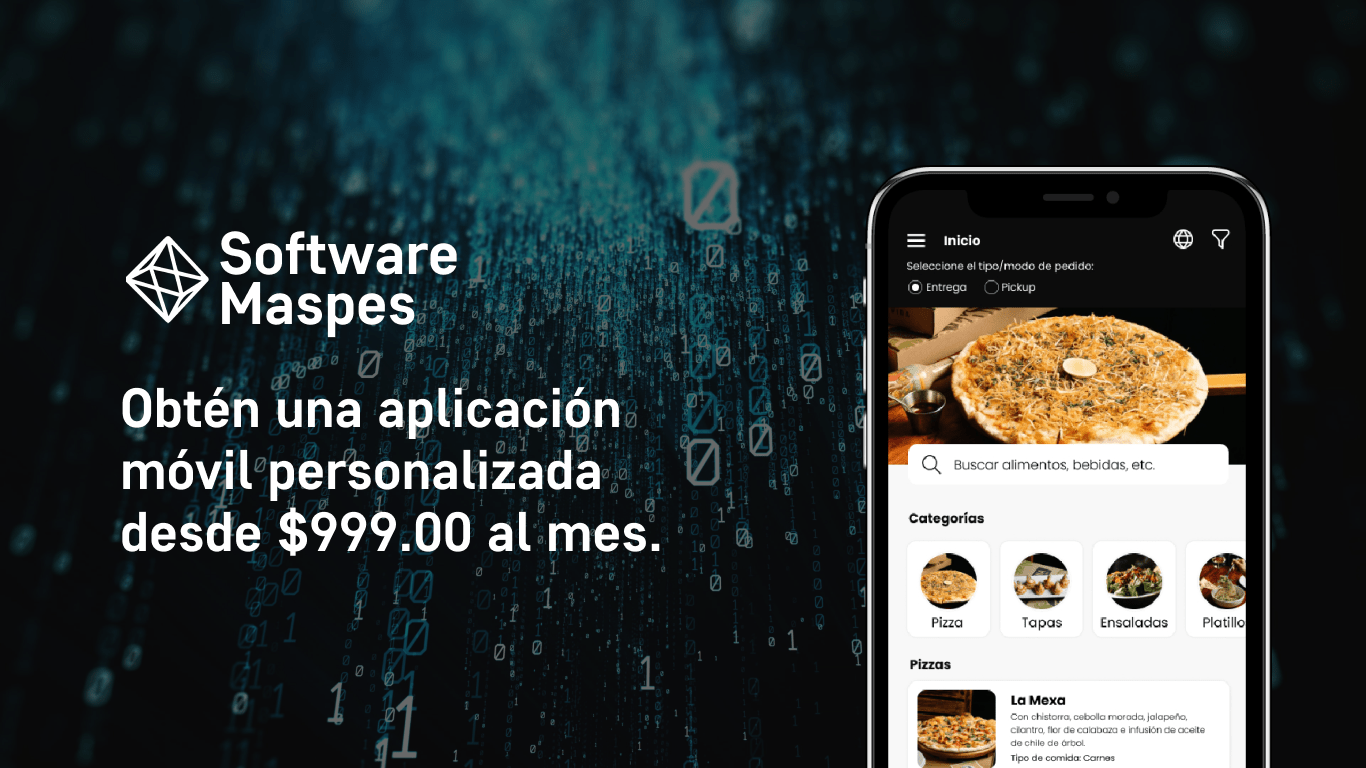 Software
Maspes
Obtén una aplicación
móvil personalizada
desde $999.00 al mes.
Inicio
Seleccione el tipo/modo de pedido:
Entrega Pickup
Buscar alimentos, bebidas, etc.
Categorías
Pizza Tapas Ensaladas Platillo
Pizzas
La Mexa
Con chistorra, cebolla morada, jalapeño,
cilantro, flor de calabaza e infusión de aceite
de chile de árbol.
Tipo de comida: Carnes